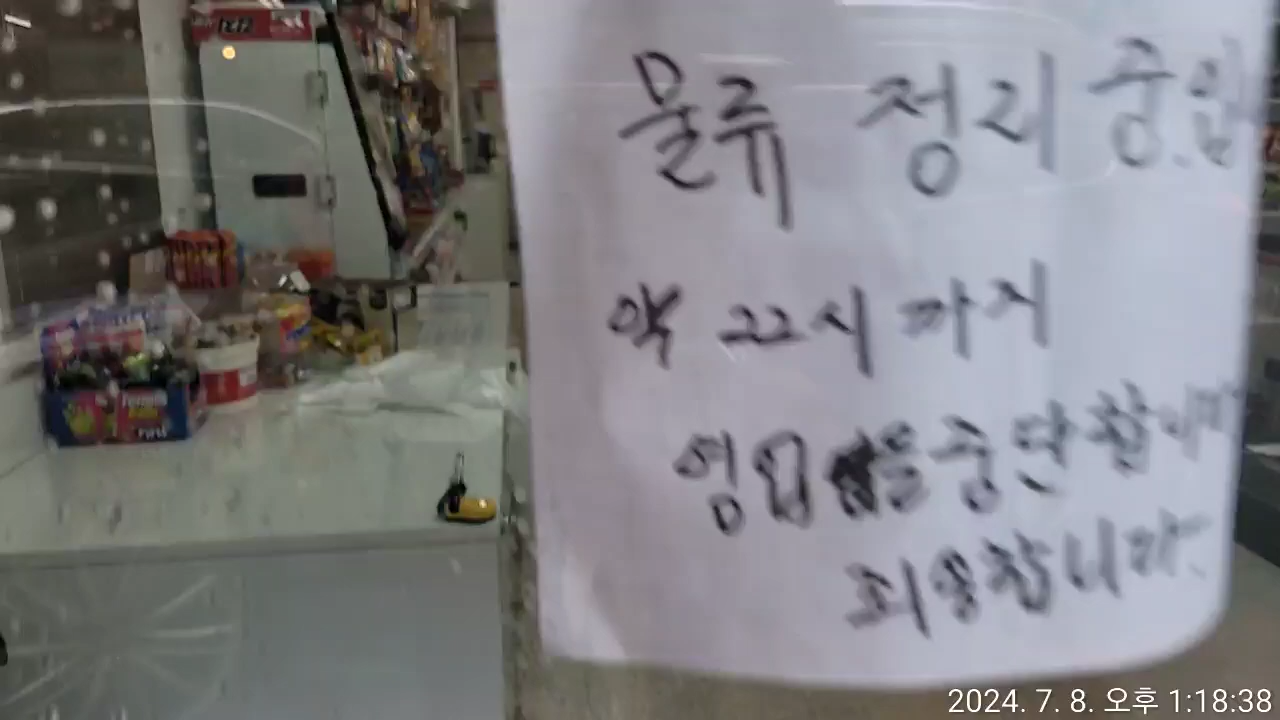 물류 정리 중입
약 22시까지
영업을 중단합니다
죄송합니다.
2024. 7. 8. 오후 1:18:38